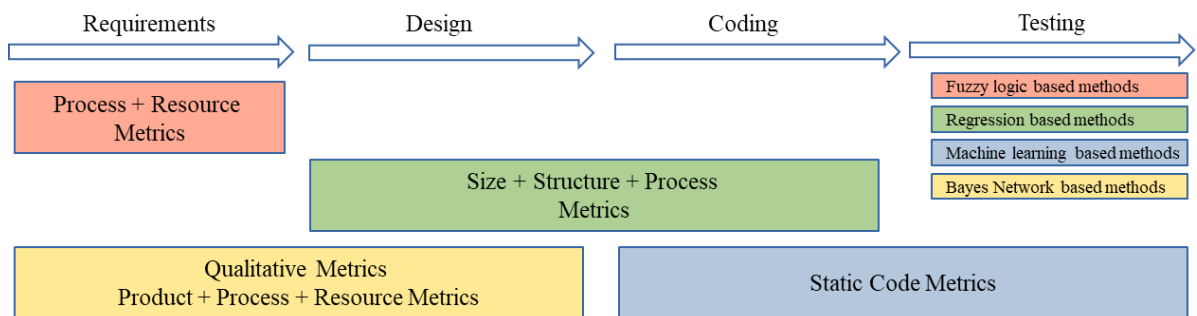 Requirements
Design
Coding
Testing
Process + Resource
Metrics
Fuzzy logic based methods
Regression based methods
Machine learning based methods
Bayes Network based methods
Size + Structure + Process
Metrics
Qualitative Metrics
Product + Process + Resource Metrics
Static Code Metrics